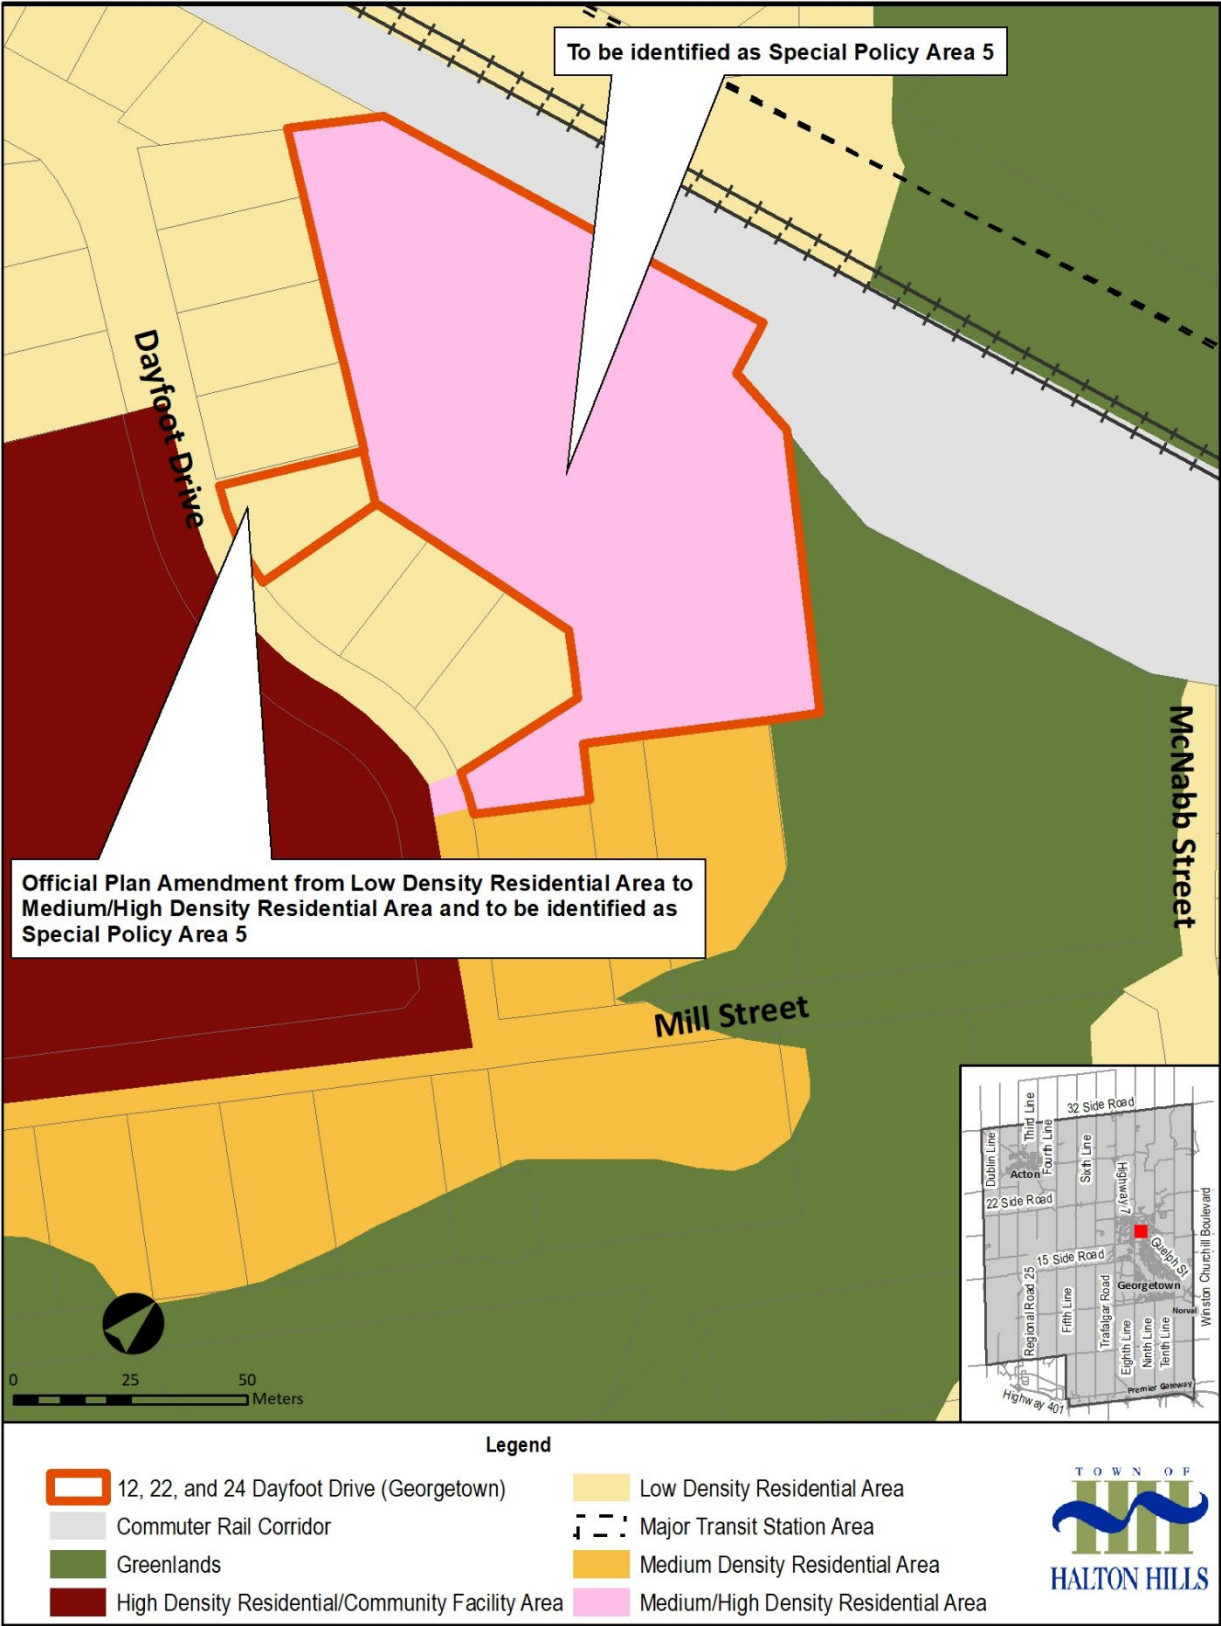 To be identified as Special Policy Area 5
Dayfoot Drive
Official Plan Amendment from Low Density Residential Area to
Medium/High Density Residential Area and to be identified as
Special Policy Area 5
McNabb Street
Mill Street
32 Side Road
Dublin Line
Third Line
Fourth Line
Sixth Line
Highway 7
Acton
22 Side Road
15 Side Road
Guelph St
Winston Churchill Boulevard
Georgetown
Norval
Regional Road 25
Fifth Line
Trafalgar Road
Eighth Line
Ninth Line
Tenth Line
Premier Gateway
Highway 401
0 25 50
Meters
Legend
12, 22, and 24 Dayfoot Drive (Georgetown)
Commuter Rail Corridor
Greenlands
High Density Residential/Community Facility Area
Low Density Residential Area
Major Transit Station Area
Medium Density Residential Area
Medium/High Density Residential Area
TOWN OF
HALTON HILLS